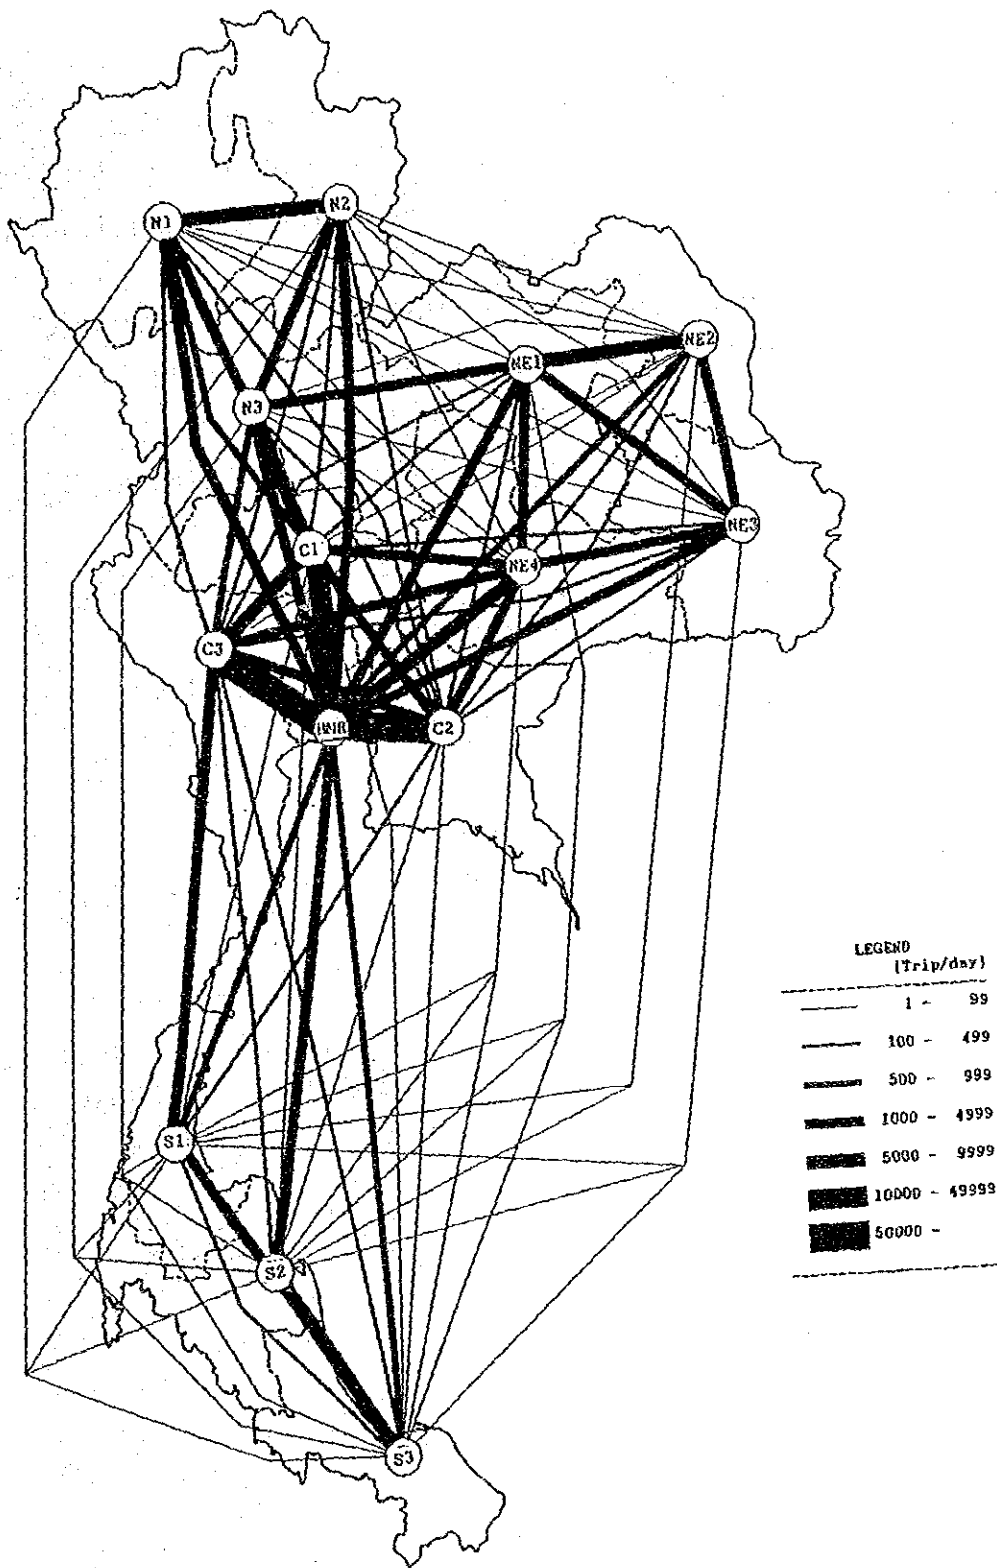 N1
N2
NE1
NE2
N3
NE3
C1
NE4
C3
BMR
C2
LEGEND
(Trip/day)
1 - 99
100 - 499
500 - 999
1000 - 4999
5000 - 9999
10000 - 49999
50000 -
S1
S2
S3